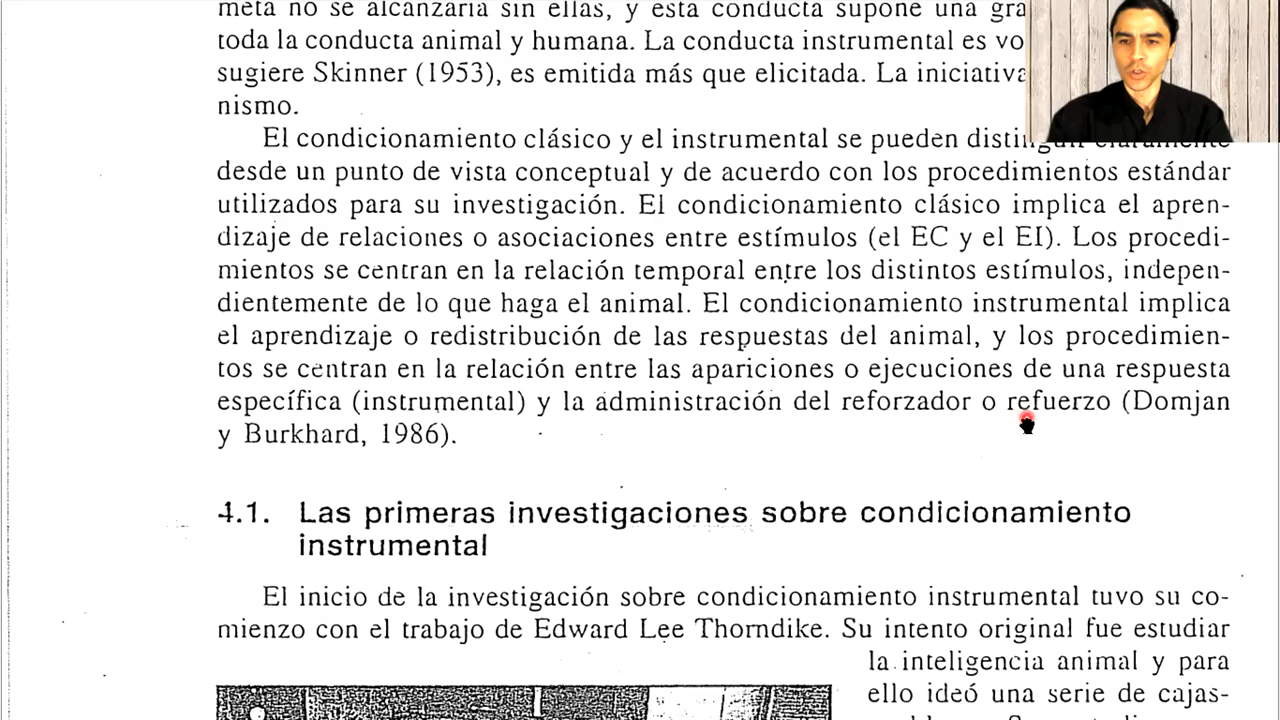 meta no se alcanzaría sin ellas, y esta conducta supone una
toda la conducta animal y humana. La conducta instrumental es
sugiere Skinner (1953), es emitida más que elicitada. La iniciativa
nismo.
El condicionamiento clásico y el instrumental se pueden distinguir claramente
desde un punto de vista conceptual y de acuerdo con los procedimientos estándar
utilizados para su investigación. El condicionamiento clásico implica el apren-
dizaje de relaciones o asociaciones entre estímulos (el EC y el EI). Los procedi-
mientos se centran en la relación temporal entre los distintos estímulos, indepen-
dientemente de lo que haga el animal. El condicionamiento instrumental implica
el aprendizaje o redistribución de las respuestas del animal, y los procedimien-
tos se centran en la relación entre las apariciones o ejecuciones de una respuesta
específica (instrumental) y la administración del reforzador o refuerzo (Domjan
y Burkhard, 1986).
4.1. Las primeras investigaciones sobre condicionamiento
instrumental
El inicio de la investigación sobre condicionamiento instrumental tuvo su co-
mienzo con el trabajo de Edward Lee Thorndike. Su intento original fue estudiar
la inteligencia animal y para
ello ideó una serie de cajas-